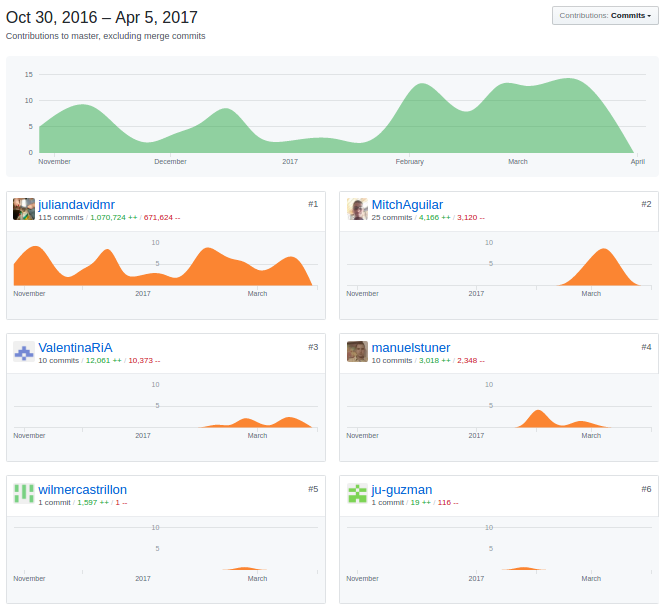 Oct 30, 2016 – Apr 5, 2017
Contributions: Commits
Contributions to master, excluding merge commits
15
10
5
0
November December 2017 February March April
juliandavidmr #1
115 commits / 1,070,724 ++ / 671,624 --
10
5
November 2017 March
MitchAguilar #2
25 commits / 4,166 ++ / 3,120 --
10
5
November 2017 March
ValentinaRiA #3
10 commits / 12,061 ++ / 10,373 --
10
5
November 2017 March
manuelstuner #4
10 commits / 3,018 ++ / 2,348 --
10
5
November 2017 March
wilmercastrillon #5
1 commit / 1,597 ++ / 1 --
10
5
November 2017 March
ju-guzman #6
1 commit / 19 ++ / 116 --
10
5
November 2017 March